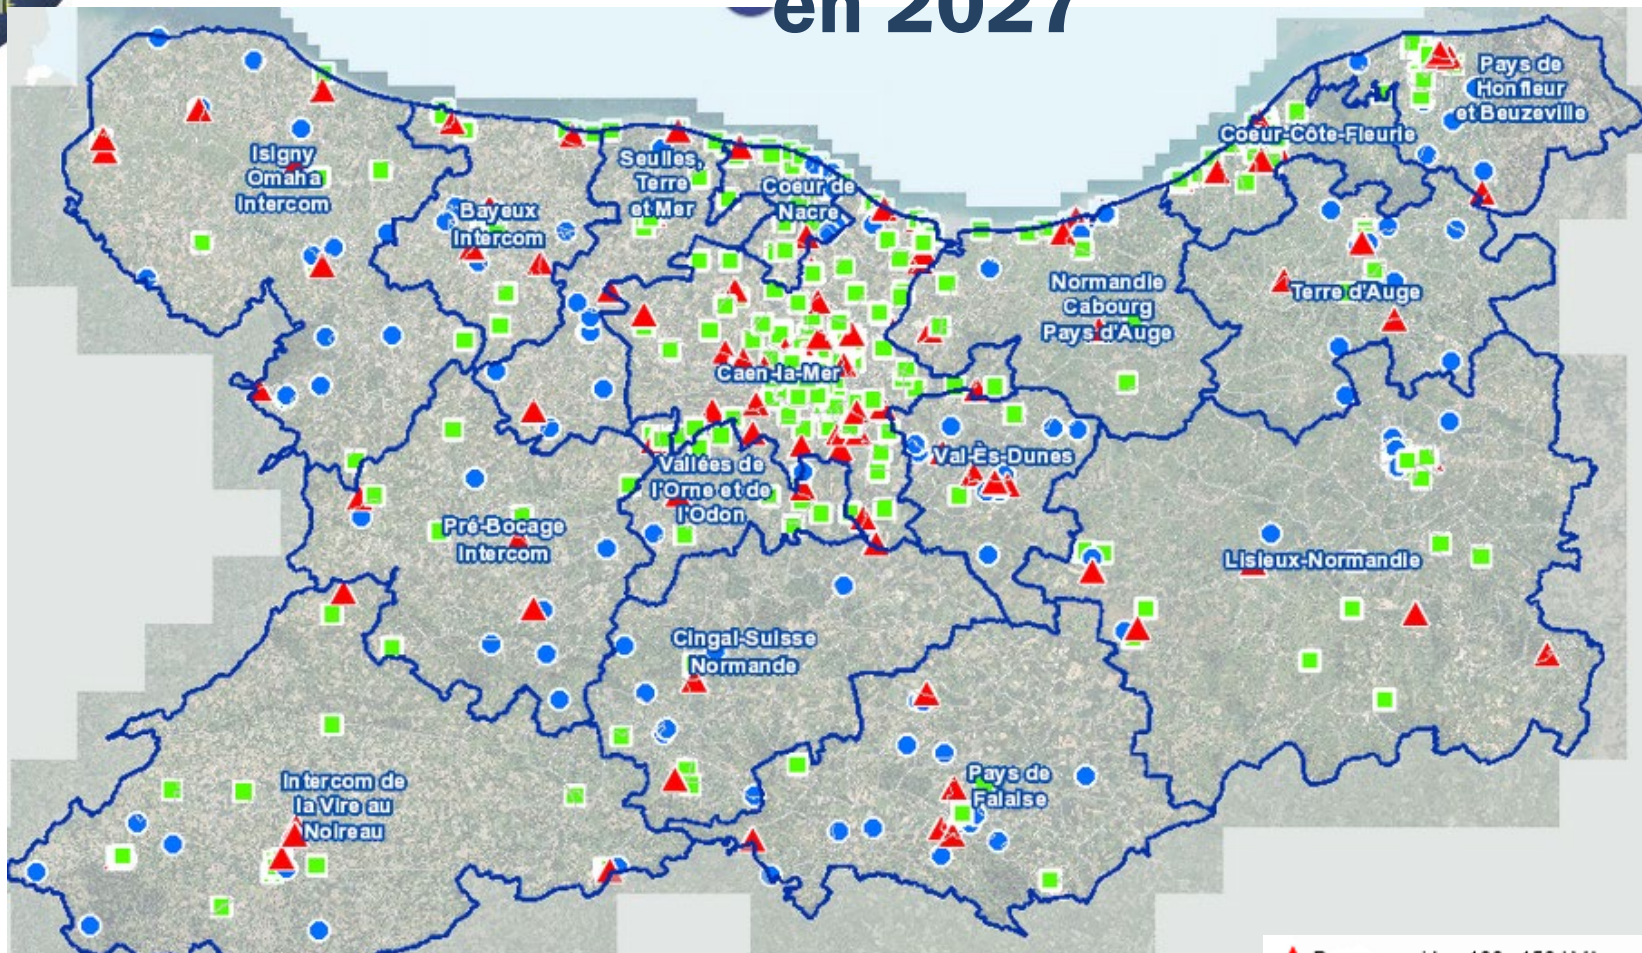 en 2027
Pays de
Honfleur
et Beuzeville
Coeur-Côte-Fleurie
Isigny
Omaha
Intercom
Seulles,
Terre
et Mer
Coeur de
Nacre
Bayeux
Intercom
Normandie
Cabourg
Pays d'Auge
Terre d'Auge
Caen-la-Mer
Val-Ès-Dunes
Vallées de
l'Orne et de
l'Odon
Pré-Bocage
Intercom
Lisieux-Normandie
Cingal-Suisse
Normande
Intercom de
la Vire au
Noireau
Pays de
Falaise